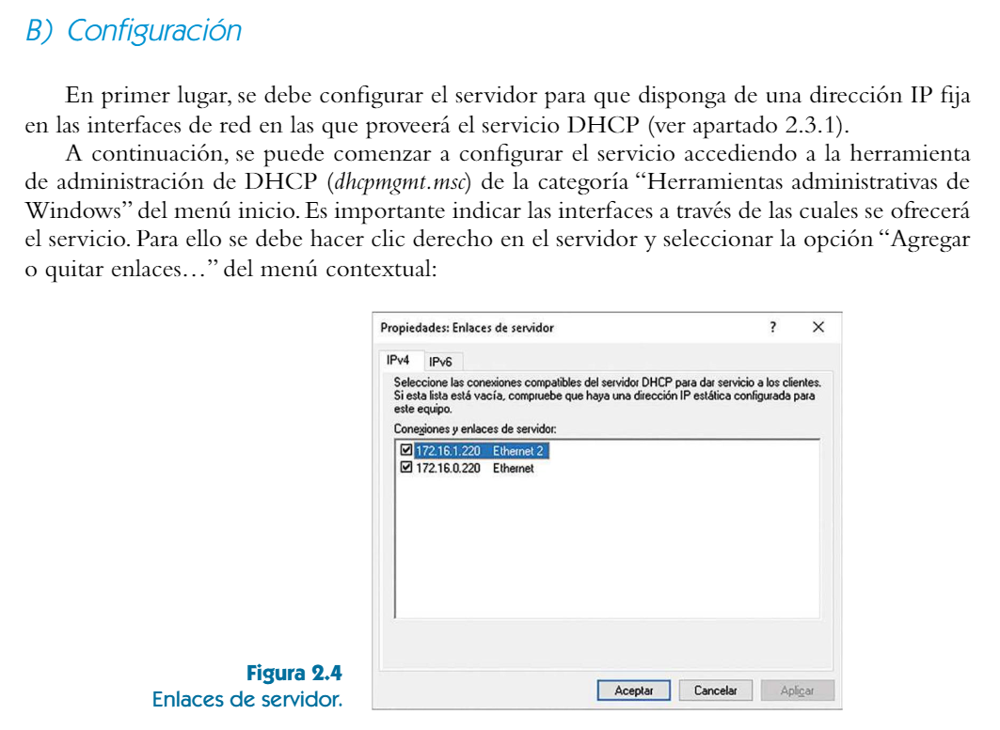 B) Configuración
En primer lugar, se debe configurar el servidor para que disponga de una dirección IP fija
en las interfaces de red en las que proveerá el servicio DHCP (ver apartado 2.3.1).
A continuación, se puede comenzar a configurar el servicio accediendo a la herramienta
de administración de DHCP (dhcpmgmt.msc) de la categoría “Herramientas administrativas de
Windows” del menú inicio. Es importante indicar las interfaces a través de las cuales se ofrecerá
el servicio. Para ello se debe hacer clic derecho en el servidor y seleccionar la opción “Agregar
o quitar enlaces…” del menú contextual:
Propiedades: Enlaces de servidor ? X
IPv4 IPv6
Seleccione las conexiones compatibles del servidor DHCP para dar servicio a los clientes.
Si esta lista está vacía, compruebe que haya una dirección IP estática configurada para
este equipo.
Conexiones y enlaces de servidor:
172.16.1.220 Ethernet 2
172.16.0.220 Ethernet
Aceptar Cancelar Aplicar
Figura 2.4
Enlaces de servidor.